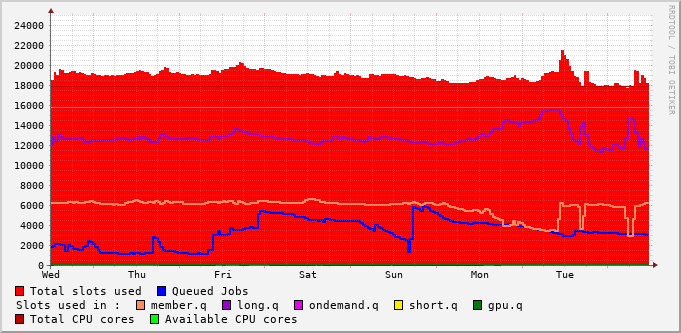 24000
22000
20000
18000
16000
14000
12000
10000
8000
6000
4000
2000
0
Wed Thu Fri Sat Sun Mon Tue
RRDTOOL / TOBI OETIKER
Total slots used Queued Jobs
Slots used in : member.q long.q ondemand.q short.q gpu.q
Total CPU cores Available CPU cores